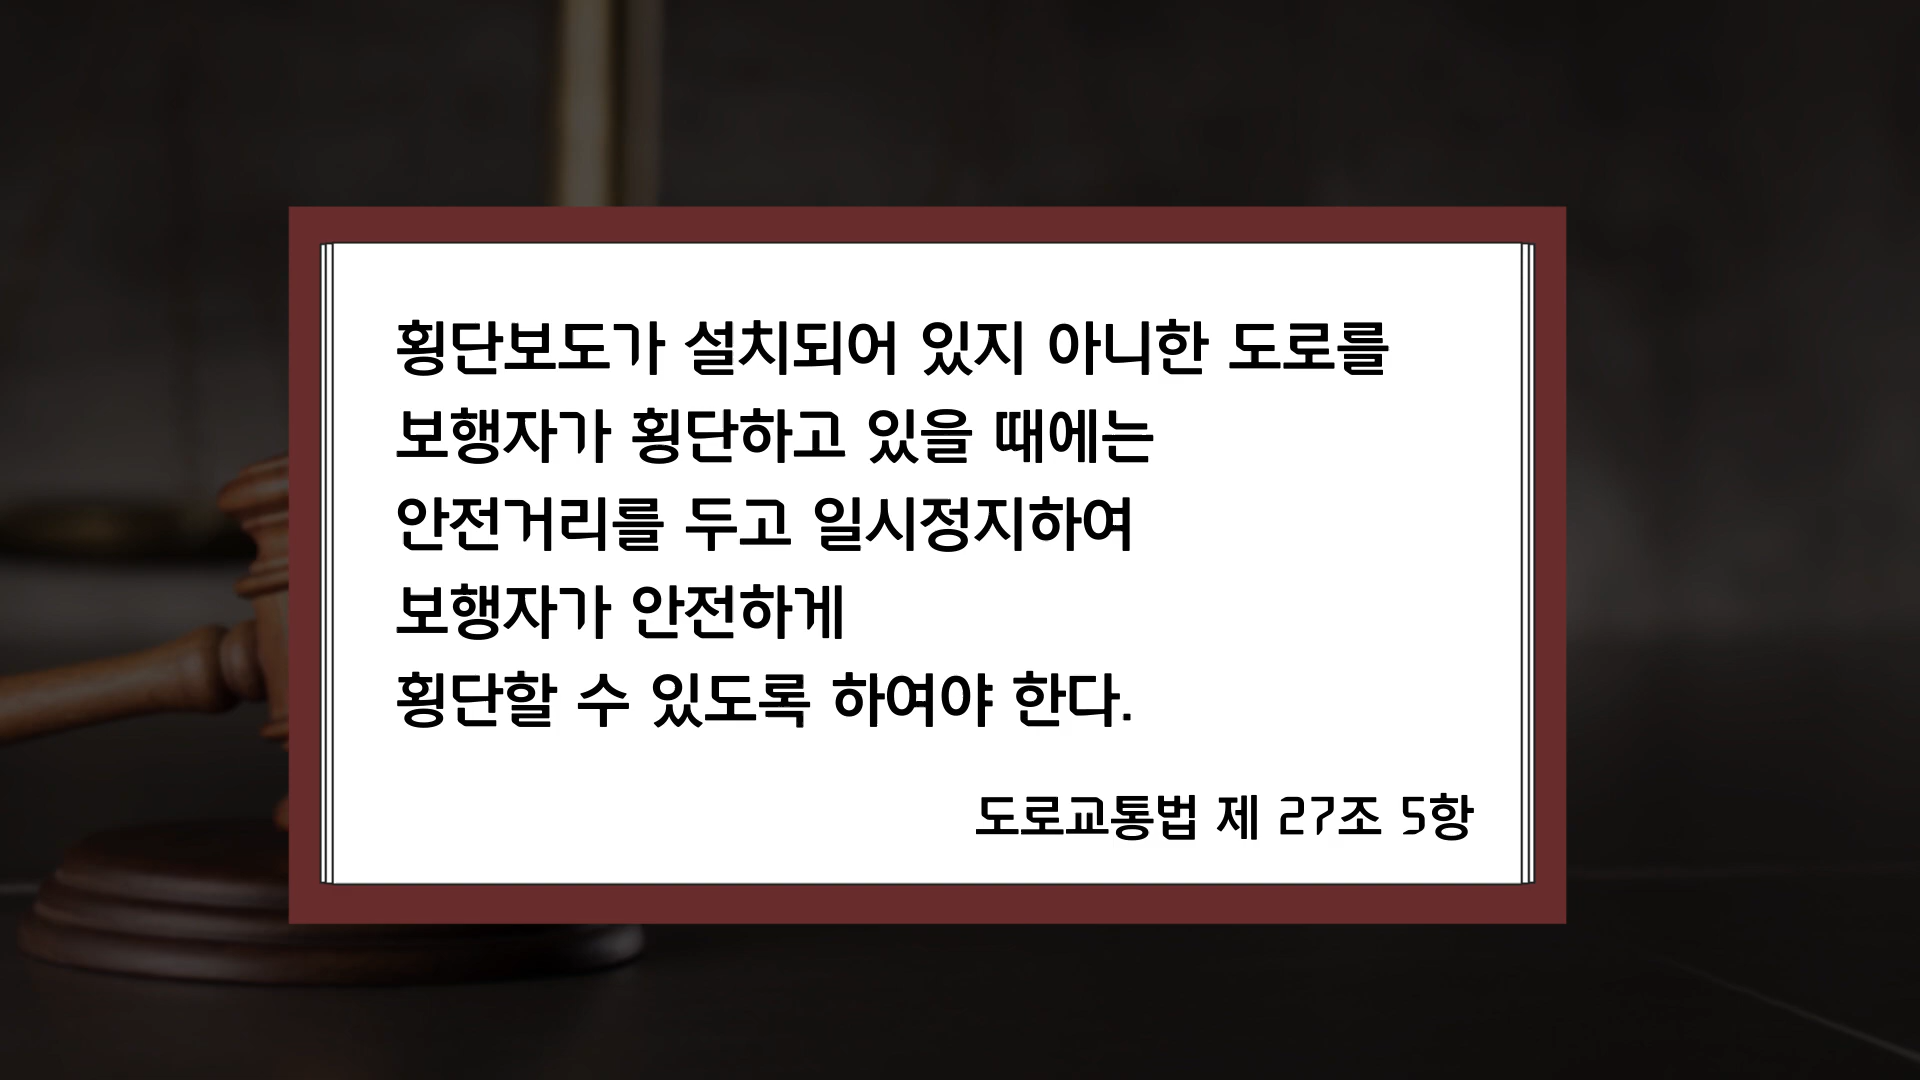 횡단보도가 설치되어 있지 아니한 도로를
보행자가 횡단하고 있을 때에는
안전거리를 두고 일시정지하여
보행자가 안전하게
횡단할 수 있도록 하여야 한다.
도로교통법 제 27조 5항